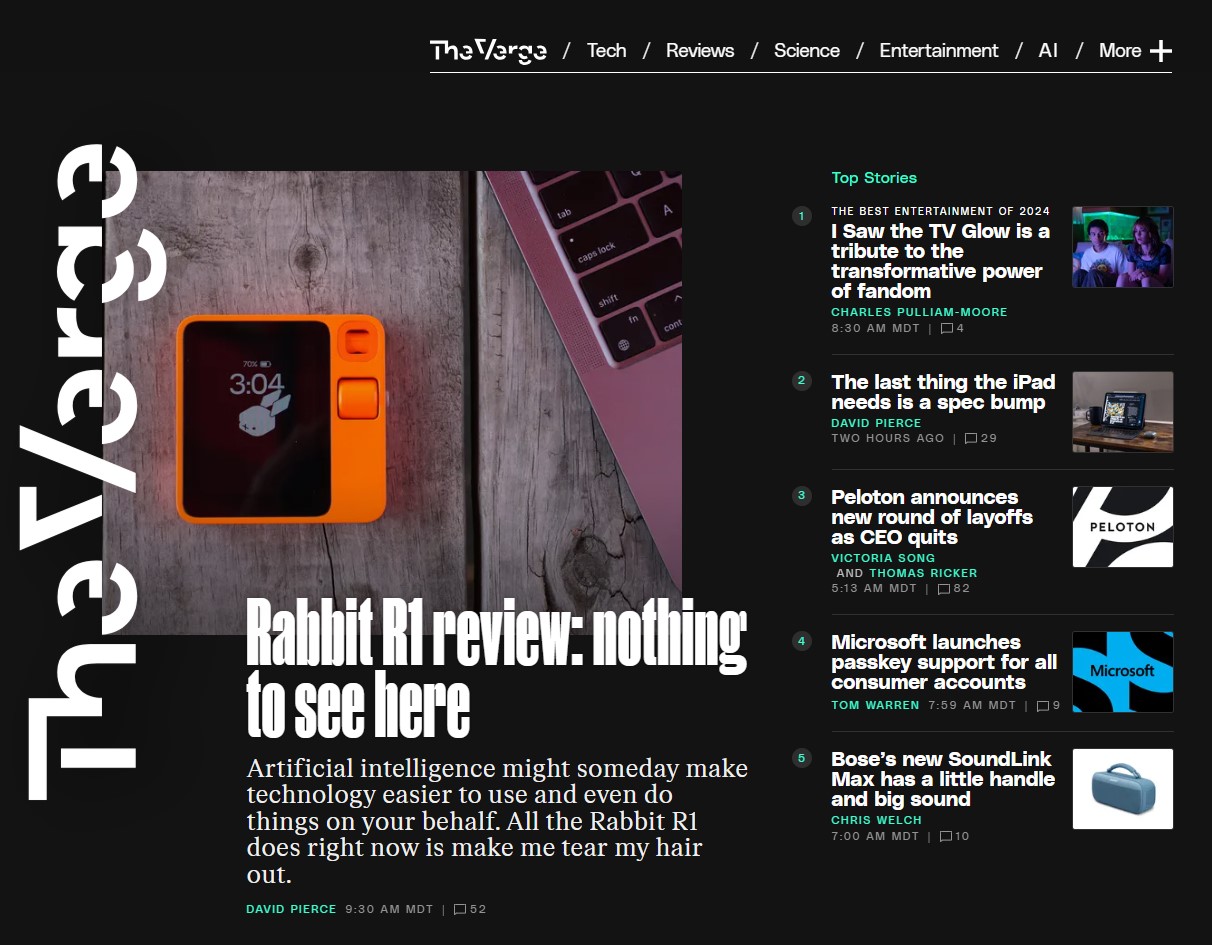 The Verge / Tech / Reviews / Science / Entertainment / AI / More
The Verge
tab
Q
A
caps lock
shift
fn
cont
70%
3:04
Rabbit R1 review: nothing
to see here
Artificial intelligence might someday make
technology easier to use and even do
things on your behalf. All the Rabbit R1
does right now is make me tear my hair
out.
DAVID PIERCE 9:30 AM MDT | 52
Top Stories
1
THE BEST ENTERTAINMENT OF 2024
I Saw the TV Glow is a
tribute to the
transformative power
of fandom
CHARLES PULLIAM-MOORE
8:30 AM MDT | 4
2
The last thing the iPad
needs is a spec bump
DAVID PIERCE
TWO HOURS AGO | 29
3
Peloton announces
new round of layoffs
as CEO quits
VICTORIA SONG
AND THOMAS RICKER
5:13 AM MDT | 82
PELOTON
4
Microsoft launches
passkey support for all
consumer accounts
TOM WARREN 7:59 AM MDT | 9
Microsoft
5
Bose’s new SoundLink
Max has a little handle
and big sound
CHRIS WELCH
7:00 AM MDT | 10